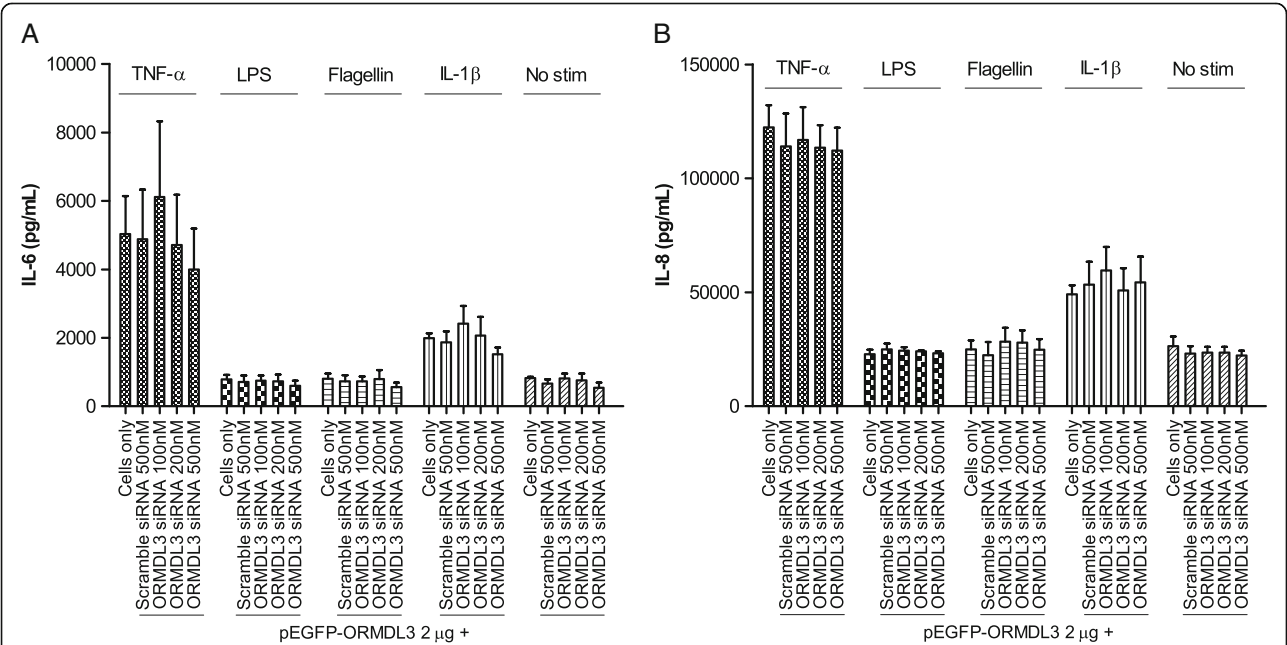 A
TNF-α LPS Flagellin IL-1β No stim
10000
8000
6000
4000
2000
0
IL-6 (pg/mL)
Cells only
Scramble siRNA 500nM
ORMDL3 siRNA 100nM
ORMDL3 siRNA 200nM
ORMDL3 siRNA 500nM
Cells only
Scramble siRNA 500nM
ORMDL3 siRNA 100nM
ORMDL3 siRNA 200nM
ORMDL3 siRNA 500nM
Cells only
Scramble siRNA 500nM
ORMDL3 siRNA 100nM
ORMDL3 siRNA 200nM
ORMDL3 siRNA 500nM
Cells only
Scramble siRNA 500nM
ORMDL3 siRNA 100nM
ORMDL3 siRNA 200nM
ORMDL3 siRNA 500nM
Cells only
Scramble siRNA 500nM
ORMDL3 siRNA 100nM
ORMDL3 siRNA 200nM
ORMDL3 siRNA 500nM
pEGFP-ORMDL3 2 μg +
B
TNF-α LPS Flagellin IL-1β No stim
150000
100000
50000
0
IL-8 (pg/mL)
Cells only
Scramble siRNA 500nM
ORMDL3 siRNA 100nM
ORMDL3 siRNA 200nM
ORMDL3 siRNA 500nM
Cells only
Scramble siRNA 500nM
ORMDL3 siRNA 100nM
ORMDL3 siRNA 200nM
ORMDL3 siRNA 500nM
Cells only
Scramble siRNA 500nM
ORMDL3 siRNA 100nM
ORMDL3 siRNA 200nM
ORMDL3 siRNA 500nM
Cells only
Scramble siRNA 500nM
ORMDL3 siRNA 100nM
ORMDL3 siRNA 200nM
ORMDL3 siRNA 500nM
Cells only
Scramble siRNA 500nM
ORMDL3 siRNA 100nM
ORMDL3 siRNA 200nM
ORMDL3 siRNA 500nM
pEGFP-ORMDL3 2 μg +